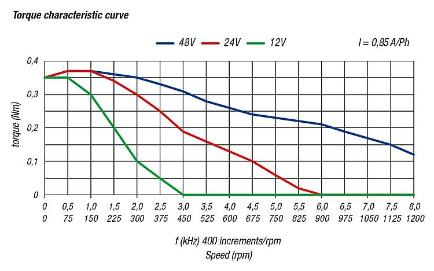 Torque characteristic curve
48V 24V 12V I = 0,85 A/Ph
0,4
0,3
0,2
0,1
0
torque (Nm)
0 0,5 1,0 1,5 2,0 2,5 3,0 3,5 4,0 4,5 5,0 5,5 6,0 6,5 7,0 7,5 8,0
0 75 150 225 300 375 450 525 600 675 750 825 900 975 1050 1125 1200
f (kHz) 400 increments/rpm
Speed (rpm)